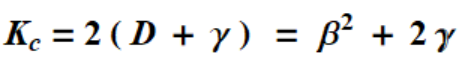 K_c = 2 ( D + γ ) = β² + 2 γ